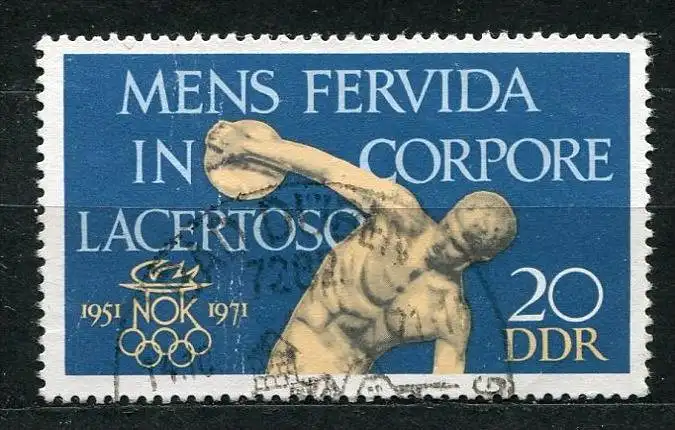 MENS FERVIDA
IN CORPORE
LACERTOSO
1951 NOK 1971
20
DDR